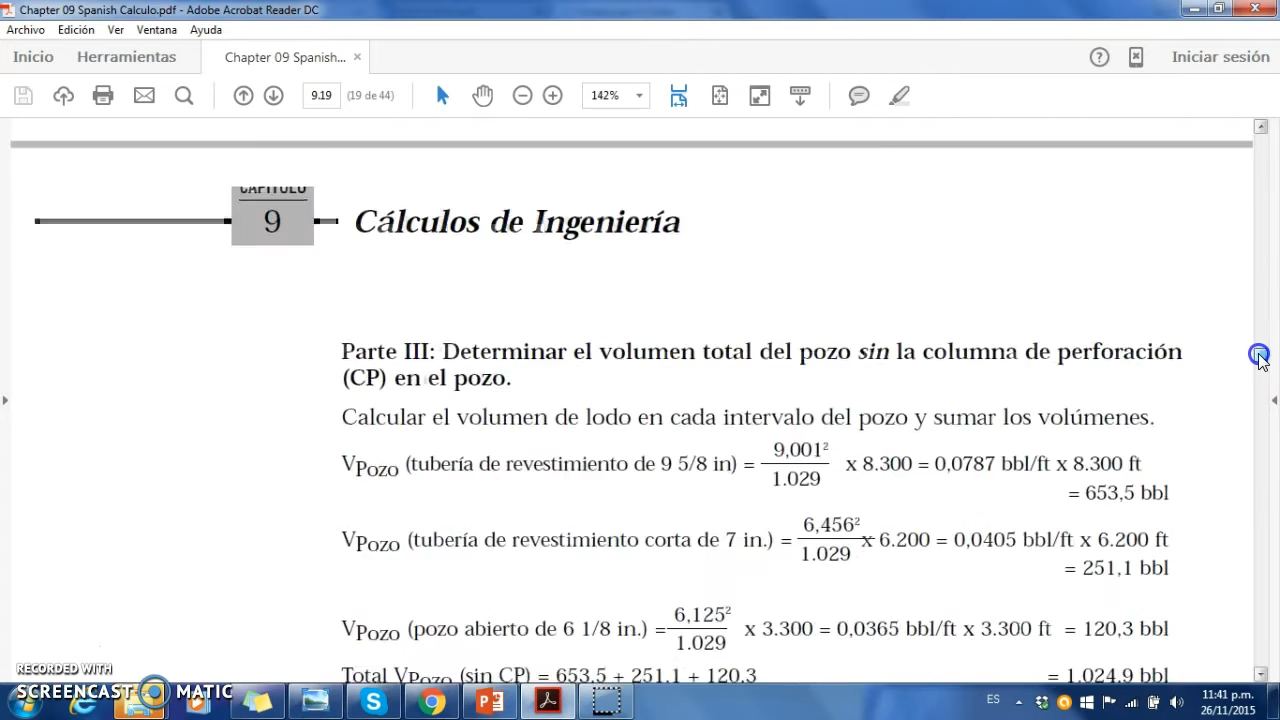 Chapter 09 Spanish Calculo.pdf - Adobe Acrobat Reader DC
Archivo Edición Ver Ventana Ayuda
Inicio Herramientas Chapter 09 Spanish... × Iniciar sesión
9.19 (19 de 44) 142%
CAPÍTULO
9 Cálculos de Ingeniería
Parte III: Determinar el volumen total del pozo sin la columna de perforación
(CP) en el pozo.
Calcular el volumen de lodo en cada intervalo del pozo y sumar los volúmenes.
VPozo (tubería de revestimiento de 9 5/8 in) = 9,001² / 1.029 x 8.300 = 0,0787 bbl/ft x 8.300 ft
= 653,5 bbl
VPozo (tubería de revestimiento corta de 7 in.) = 6,456² / 1.029 x 6.200 = 0,0405 bbl/ft x 6.200 ft
= 251,1 bbl
VPozo (pozo abierto de 6 1/8 in.) = 6,125² / 1.029 x 3.300 = 0,0365 bbl/ft x 3.300 ft = 120,3 bbl
Total VPozo (sin CP) = 653,5 + 251,1 + 120,3 = 1.024,9 bbl
RECORDED WITH
SCREENCAST MATIC
ES 11:41 p.m.
26/11/2015